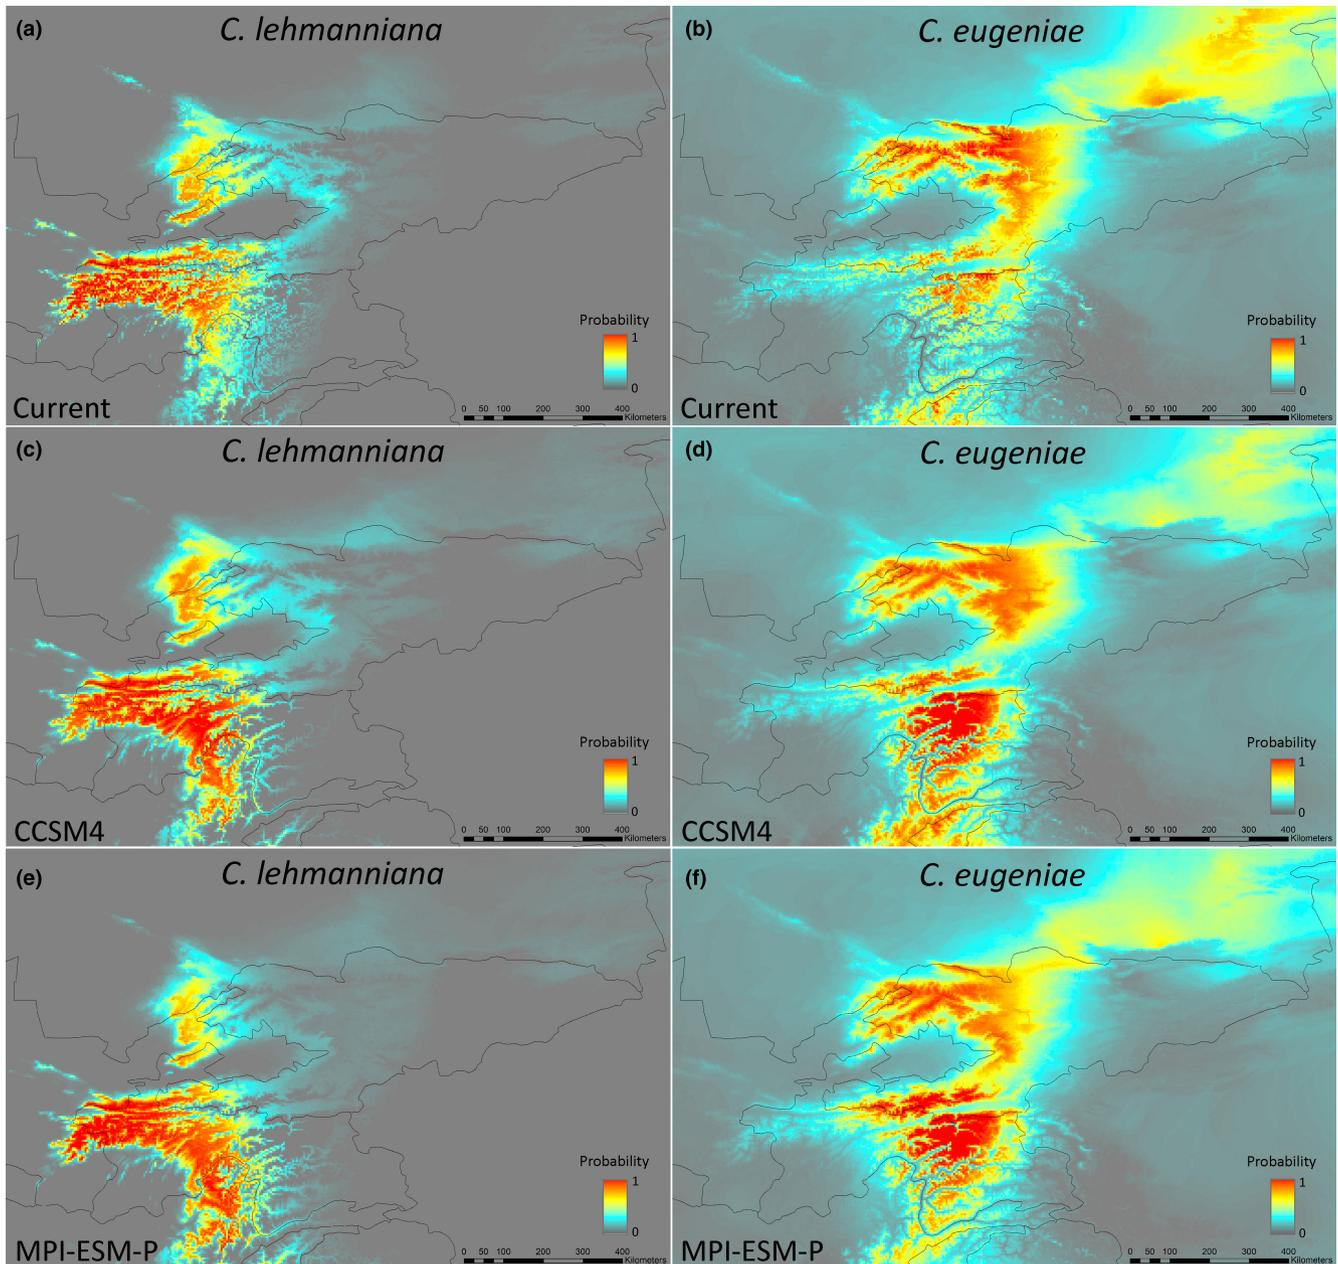 (a) C. lehmanniana
Probability
1
0
Current
0 50 100 200 300 400 Kilometers
(b) C. eugeniae
Probability
1
0
Current
0 50 100 200 300 400 Kilometers
(c) C. lehmanniana
Probability
1
0
CCSM4
0 50 100 200 300 400 Kilometers
(d) C. eugeniae
Probability
1
0
CCSM4
0 50 100 200 300 400 Kilometers
(e) C. lehmanniana
Probability
1
0
MPI-ESM-P
0 50 100 200 300 400 Kilometers
(f) C. eugeniae
Probability
1
0
MPI-ESM-P
0 50 100 200 300 400 Kilometers